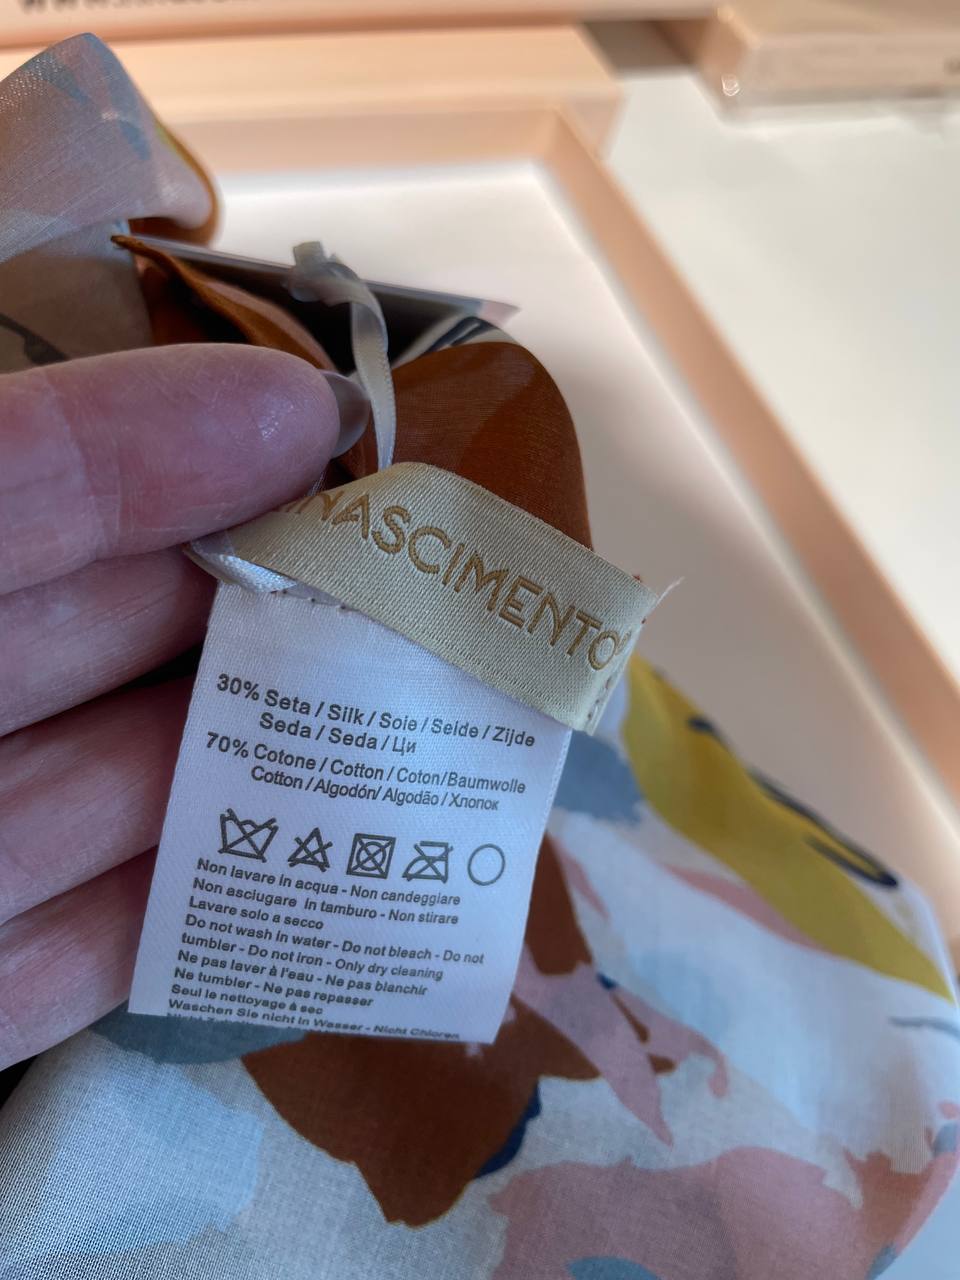 NASCIMENTO
30% Seta / Silk / Soie / Seide / Zijde
Seda / Seda / Ци
70% Cotone / Cotton / Coton/Baumwolle
Cotton / Algodón/ Algodão / Хлопок
Non lavare in acqua - Non candeggiare
Non asciugare in tamburo - Non stirare
Lavare solo a secco
Do not wash in water - Do not bleach - Do not
tumbler - Do not Iron - Only dry cleaning
Ne pas laver à l'eau - Ne pas blanchir
Ne tumbler - Ne pas repasser
Seul le nettoyage à sec
Waschen Sie nicht in Wasser - Nicht Chloren